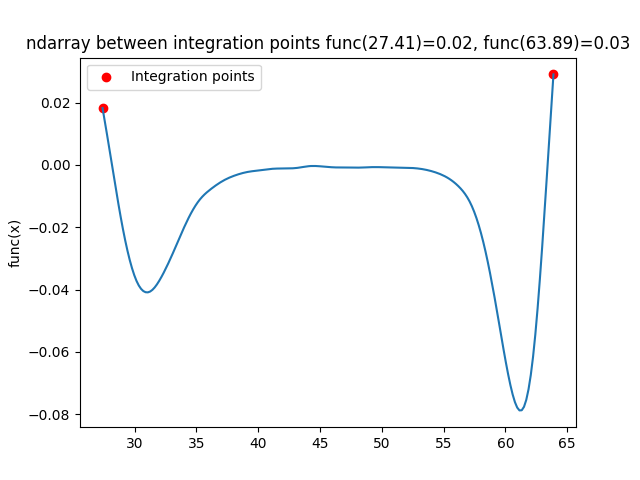 ndarray between integration points func(27.41)=0.02, func(63.89)=0.03
Integration points
func(x)
0.02
0.00
−0.02
−0.04
−0.06
−0.08
30 35 40 45 50 55 60 65